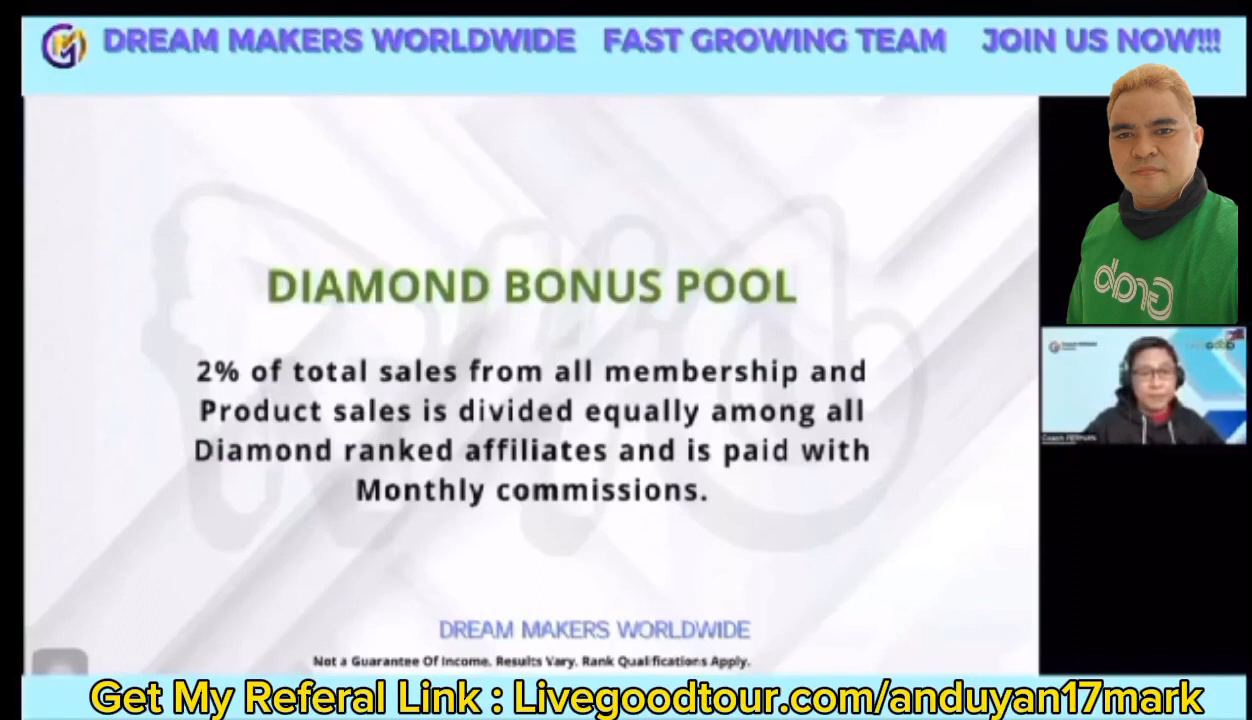 DREAM MAKERS WORLDWIDE FAST GROWING TEAM JOIN US NOW!!!
Grab
DIAMOND BONUS POOL
2% of total sales from all membership and
Product sales is divided equally among all
Diamond ranked affiliates and is paid with
Monthly commissions.
DREAM MAKERS WORLDWIDE
Not a Guarantee Of Income. Results Vary. Rank Qualifications Apply.
Get My Referal Link : Livegoodtour.com/anduyan17mark